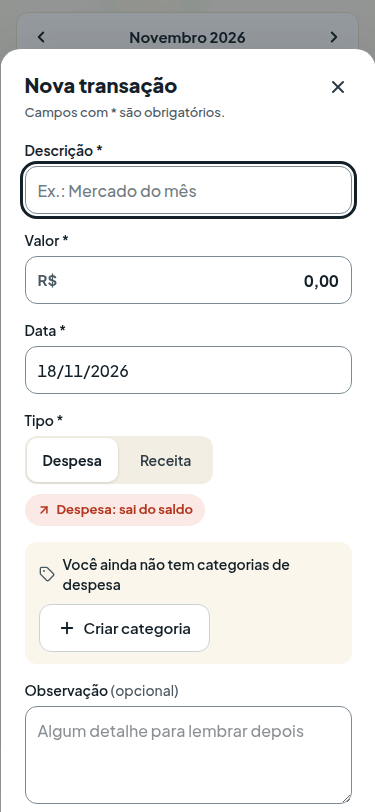 Novembro 2026
Nova transação
Campos com * são obrigatórios.
Descrição *
Ex.: Mercado do mês
Valor *
R$ 0,00
Data *
18/11/2026
Tipo *
Despesa Receita
Despesa: sai do saldo
Você ainda não tem categorias de
despesa
Criar categoria
Observação (opcional)
Algum detalhe para lembrar depois